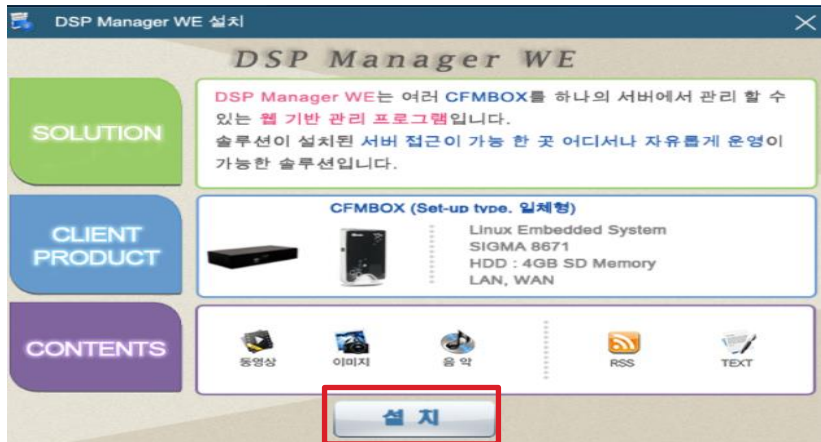 DSP Manager WE 설치
DSP Manager WE
SOLUTION
DSP Manager WE는 여러 CFMBOX를 하나의 서버에서 관리 할 수
있는 웹 기반 관리 프로그램입니다.
솔루션이 설치된 서버 접근이 가능 한 곳 어디서나 자유롭게 운영이
가능한 솔루션입니다.
CLIENT
PRODUCT
CFMBOX (Set-up type. 일체형)
Linux Embedded System
SIGMA 8671
HDD : 4GB SD Memory
LAN, WAN
CONTENTS
동영상
이미지
음 악
RSS
TEXT
설 치